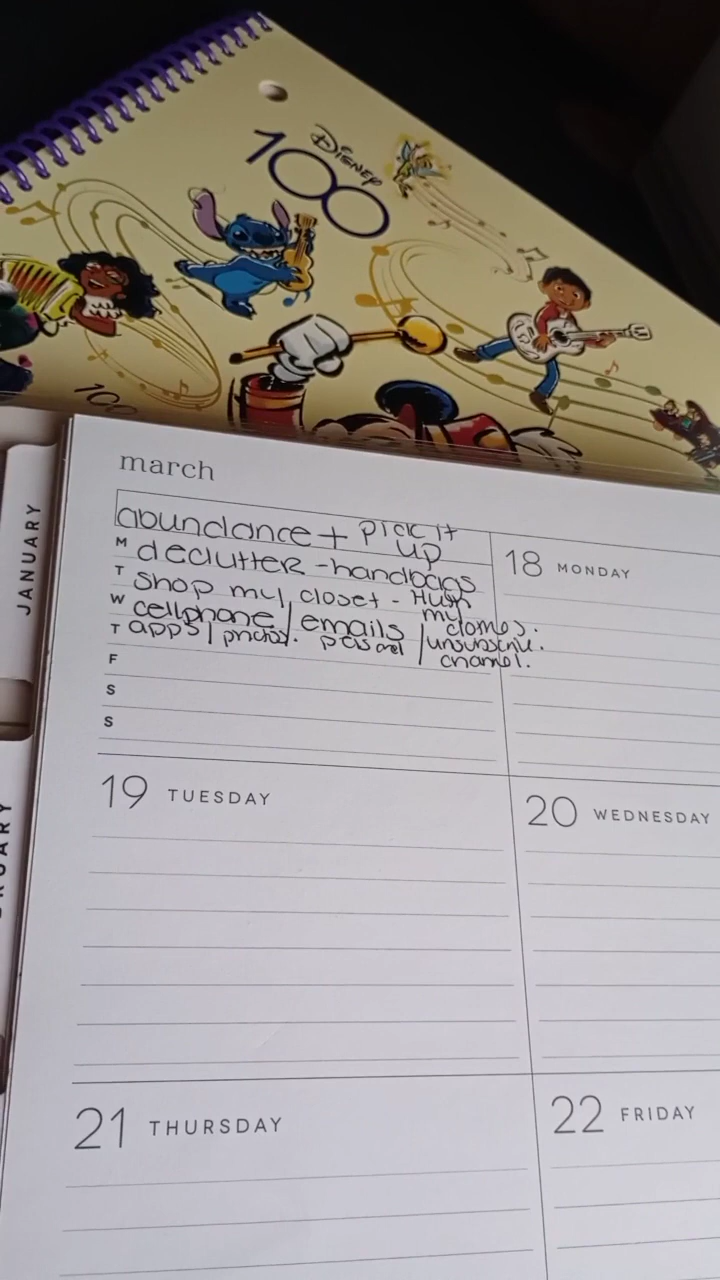 DISNEY
100
100
JANUARY
march
abundance + PICK IT
up
M declutter - handbags
T shop my closet - Hush
my clothes.
W cellphone / emails
T apps / photos. personal / unsubscribe.
channel.
F
S
S
18 MONDAY
19 TUESDAY
20 WEDNESDAY
21 THURSDAY
22 FRIDAY